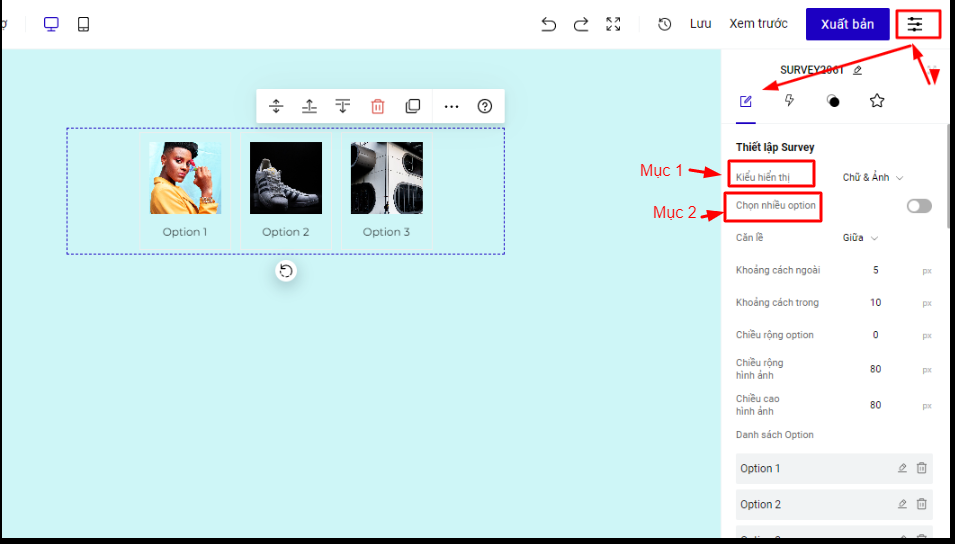 Lưu Xem trước Xuất bản
SURVEY2861
Thiết lập Survey
Mục 1
Kiểu hiển thị Chữ & Ảnh
Mục 2
Chọn nhiều option
Căn lề Giữa
Khoảng cách ngoài 5 px
Khoảng cách trong 10 px
Chiều rộng option 0 px
Chiều rộng
hình ảnh 80 px
Chiều cao
hình ảnh 80 px
Danh sách Option
Option 1
Option 2
Option 1 Option 2 Option 3